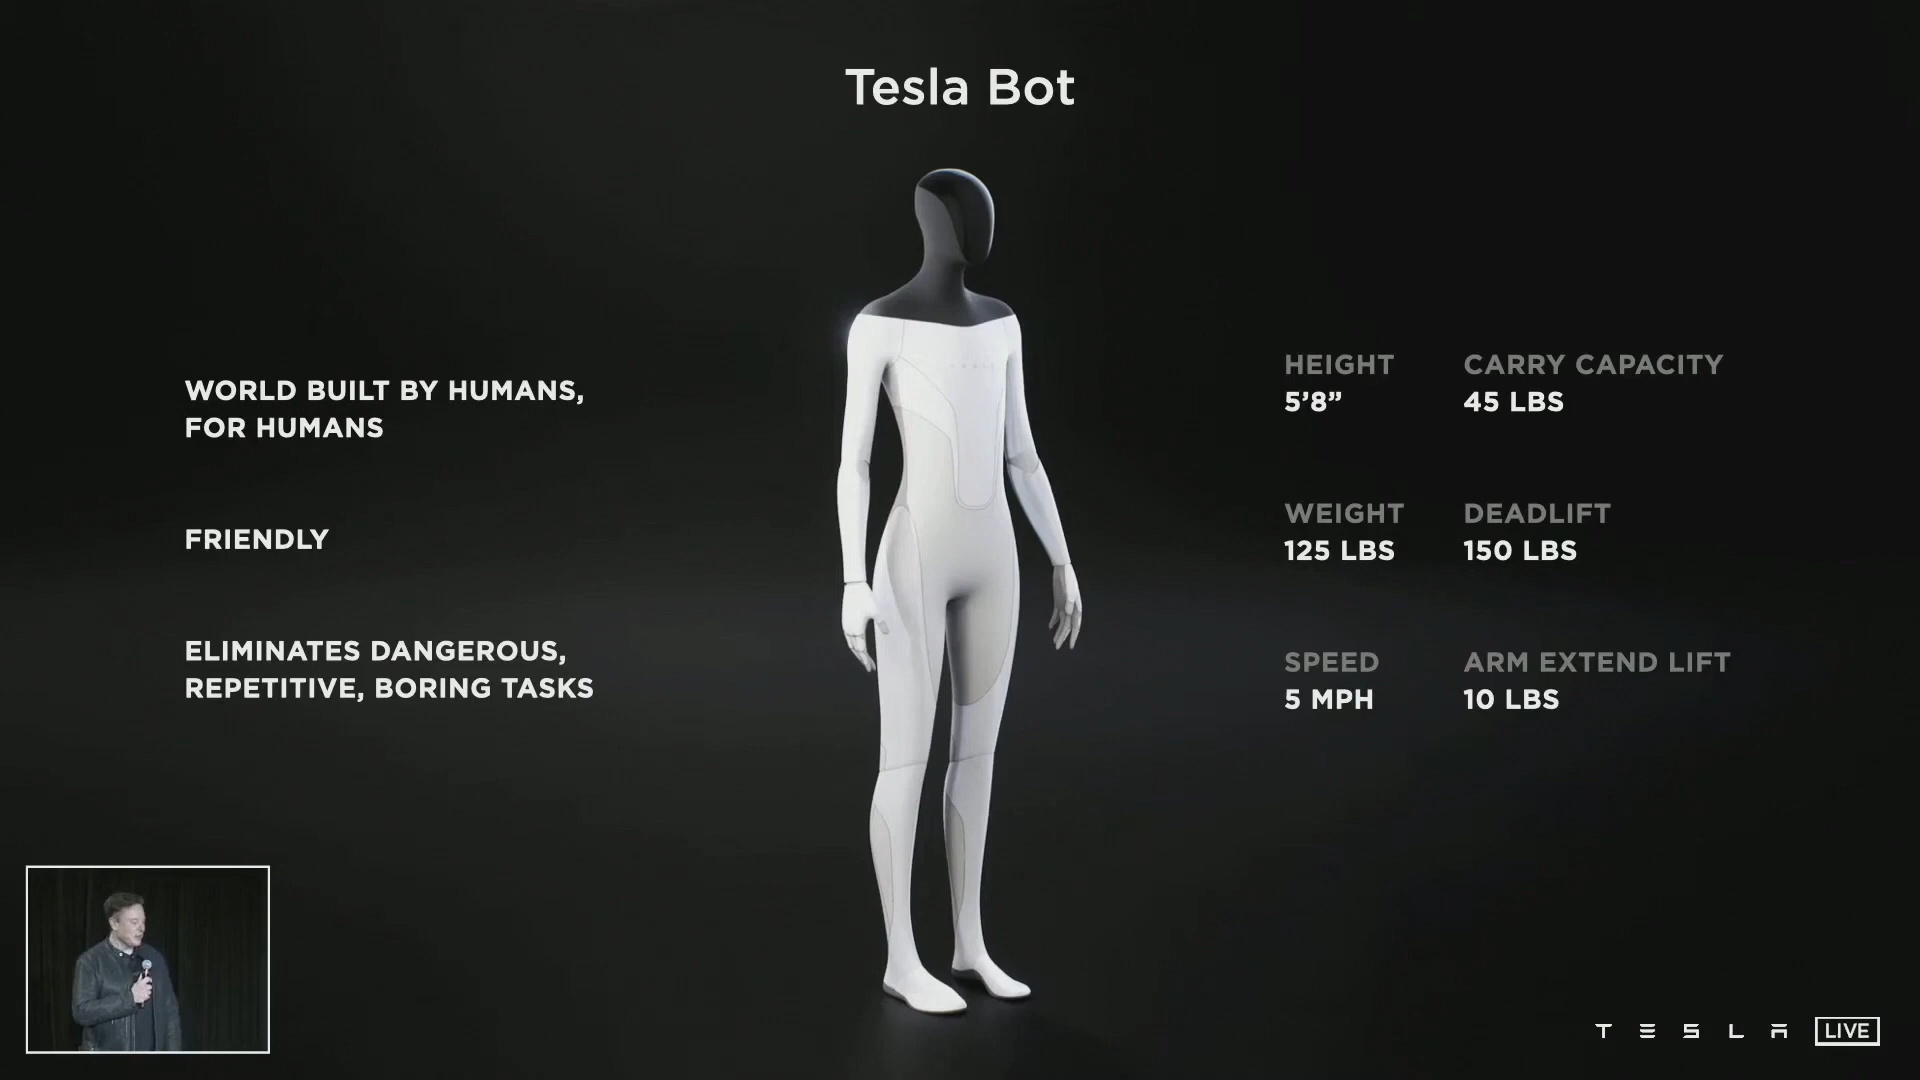 Tesla Bot
WORLD BUILT BY HUMANS,
FOR HUMANS
FRIENDLY
ELIMINATES DANGEROUS,
REPETITIVE, BORING TASKS
HEIGHT
5’8”
CARRY CAPACITY
45 LBS
WEIGHT
125 LBS
DEADLIFT
150 LBS
SPEED
5 MPH
ARM EXTEND LIFT
10 LBS
TESLA LIVE